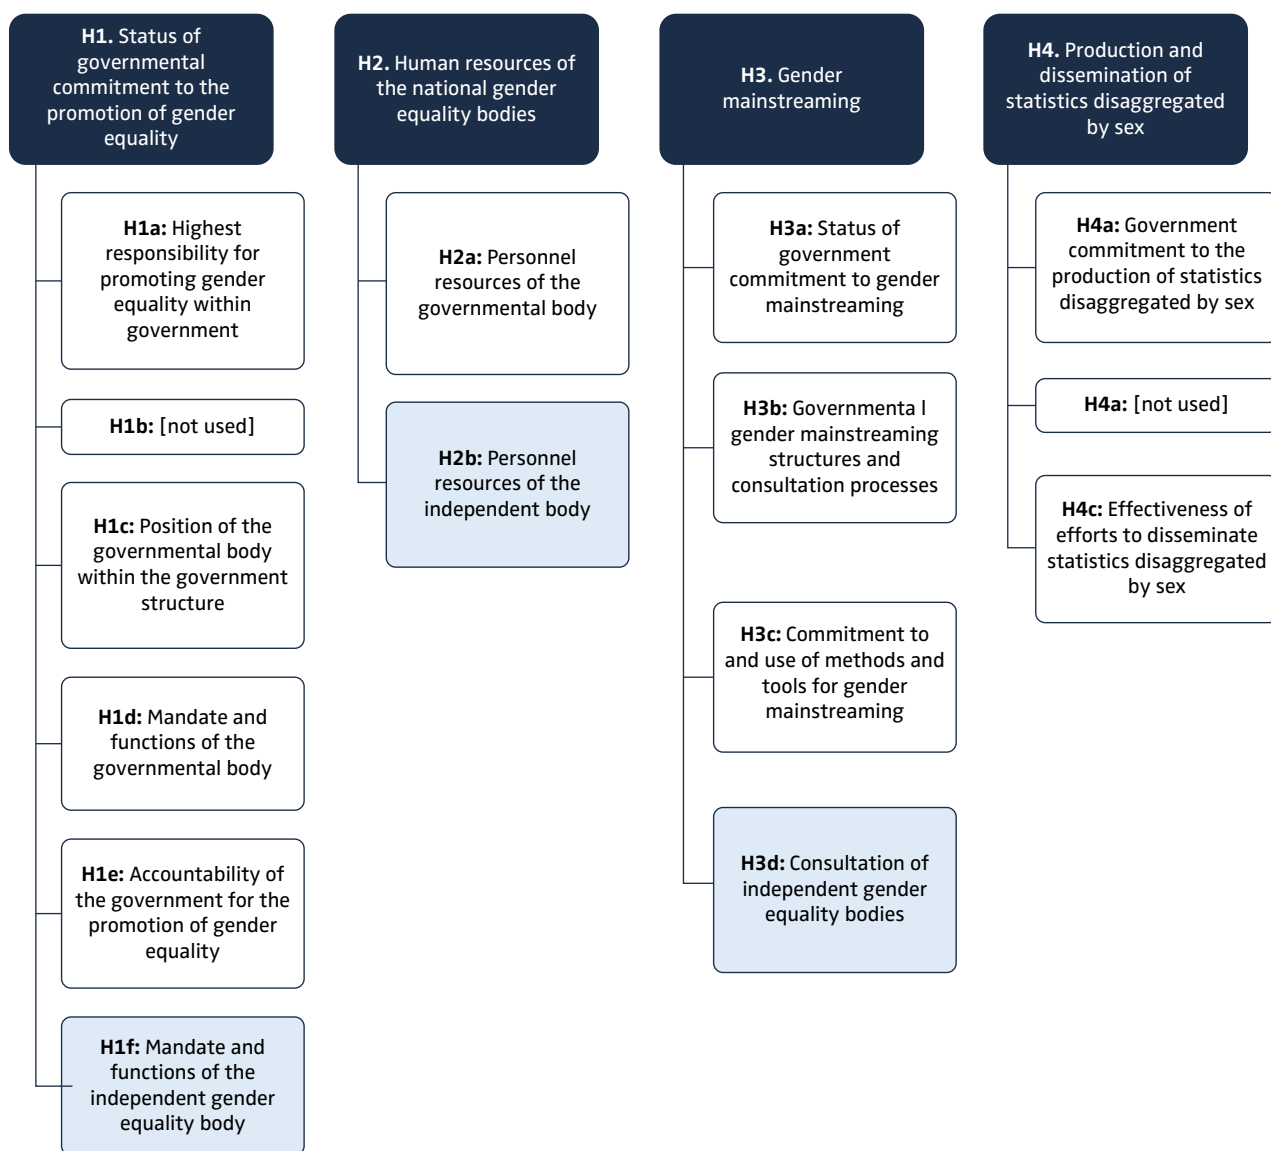 H1. Status of
governmental
commitment to the
promotion of gender
equality
H1a: Highest
responsibility for
promoting gender
equality within
government
H1b: [not used]
H1c: Position of the
governmental body
within the government
structure
H1d: Mandate and
functions of the
governmental body
H1e: Accountability of
the government for the
promotion of gender
equality
H1f: Mandate and
functions of the
independent gender
equality body
H2. Human resources of
the national gender
equality bodies
H2a: Personnel
resources of the
governmental body
H2b: Personnel
resources of the
independent body
H3. Gender
mainstreaming
H3a: Status of
government
commitment to gender
mainstreaming
H3b: Governmenta l
gender mainstreaming
structures and
consultation processes
H3c: Commitment to
and use of methods and
tools for gender
mainstreaming
H3d: Consultation of
independent gender
equality bodies
H4. Production and
dissemination of
statistics disaggregated
by sex
H4a: Government
commitment to the
production of statistics
disaggregated by sex
H4a: [not used]
H4c: Effectiveness of
efforts to disseminate
statistics disaggregated
by sex